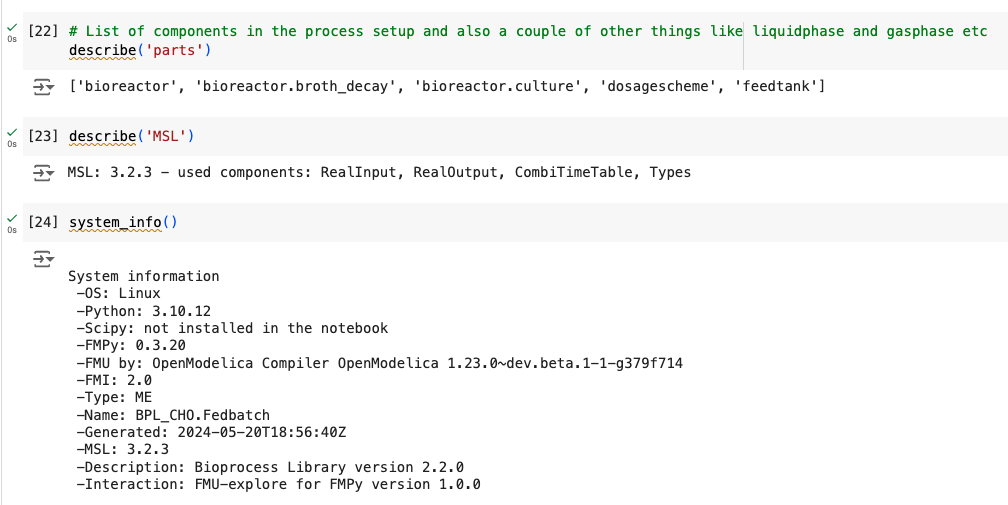 [22] # List of components in the process setup and also a couple of other things like liquidphase and gasphase etc
0s
describe('parts')
['bioreactor', 'bioreactor.broth_decay', 'bioreactor.culture', 'dosagescheme', 'feedtank']
[23] describe('MSL')
0s
MSL: 3.2.3 – used components: RealInput, RealOutput, CombiTimeTable, Types
[24] system_info()
0s
System information
–OS: Linux
–Python: 3.10.12
–Scipy: not installed in the notebook
–FMPy: 0.3.20
–FMU by: OpenModelica Compiler OpenModelica 1.23.0~dev.beta.1-1-g379f714
–FMI: 2.0
–Type: ME
–Name: BPL_CHO.Fedbatch
–Generated: 2024-05-20T18:56:40Z
–MSL: 3.2.3
–Description: Bioprocess Library version 2.2.0
–Interaction: FMU-explore for FMPy version 1.0.0